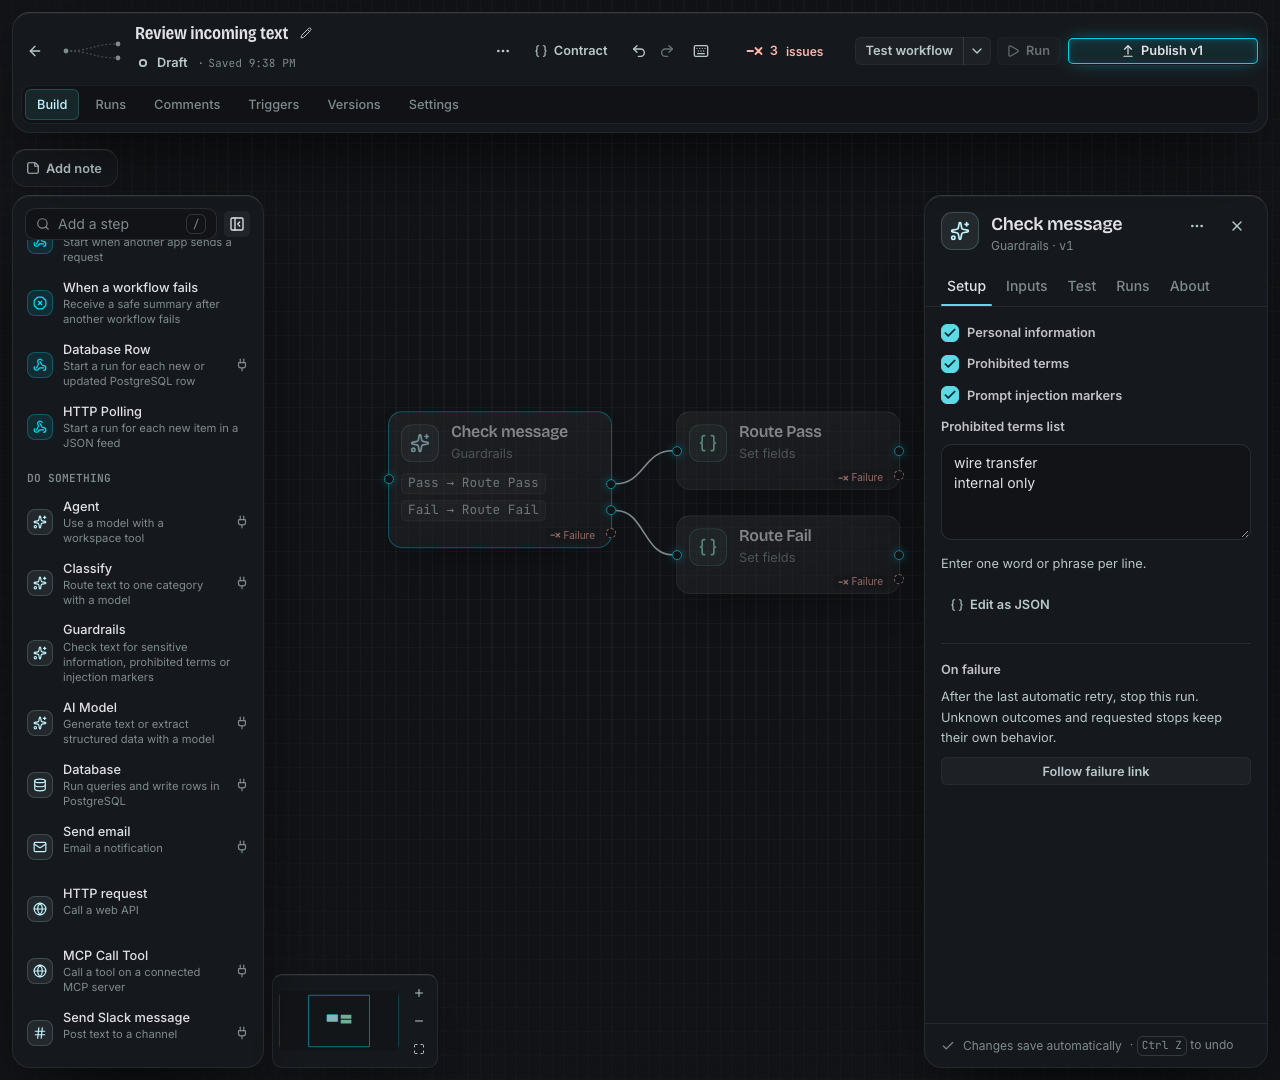 Review incoming text
Draft · Saved 9:38 PM
Contract
3 issues
Test workflow
Run
Publish v1
Build
Runs
Comments
Triggers
Versions
Settings
Add note
Add a step
/
Start when another app sends a
request
When a workflow fails
Receive a safe summary after
another workflow fails
Database Row
Start a run for each new or
updated PostgreSQL row
HTTP Polling
Start a run for each new item in a
JSON feed
DO SOMETHING
Agent
Use a model with a
workspace tool
Classify
Route text to one category
with a model
Guardrails
Check text for sensitive
information, prohibited terms or
injection markers
AI Model
Generate text or extract
structured data with a model
Database
Run queries and write rows in
PostgreSQL
Send email
Email a notification
HTTP request
Call a web API
MCP Call Tool
Call a tool on a connected
MCP server
Send Slack message
Post text to a channel
Check message
Guardrails
Pass → Route Pass
Fail → Route Fail
Failure
Route Pass
Set fields
Failure
Route Fail
Set fields
Failure
Check message
Guardrails · v1
Setup
Inputs
Test
Runs
About
Personal information
Prohibited terms
Prompt injection markers
Prohibited terms list
wire transfer
internal only
Enter one word or phrase per line.
{ } Edit as JSON
On failure
After the last automatic retry, stop this run.
Unknown outcomes and requested stops keep
their own behavior.
Follow failure link
Changes save automatically · Ctrl Z to undo